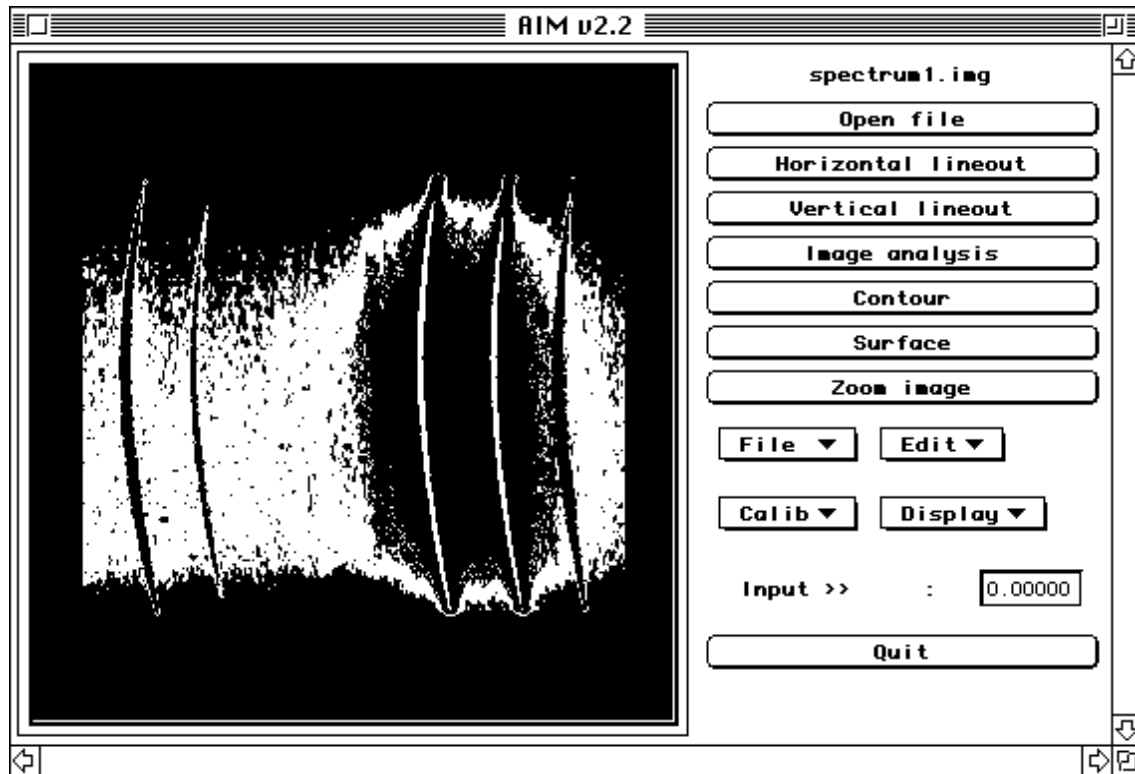 AIM v2.2
spectrum1.img
Open file
Horizontal lineout
Vertical lineout
Image analysis
Contour
Surface
Zoom image
File Edit
Calib Display
Input >> : 0.00000
Quit